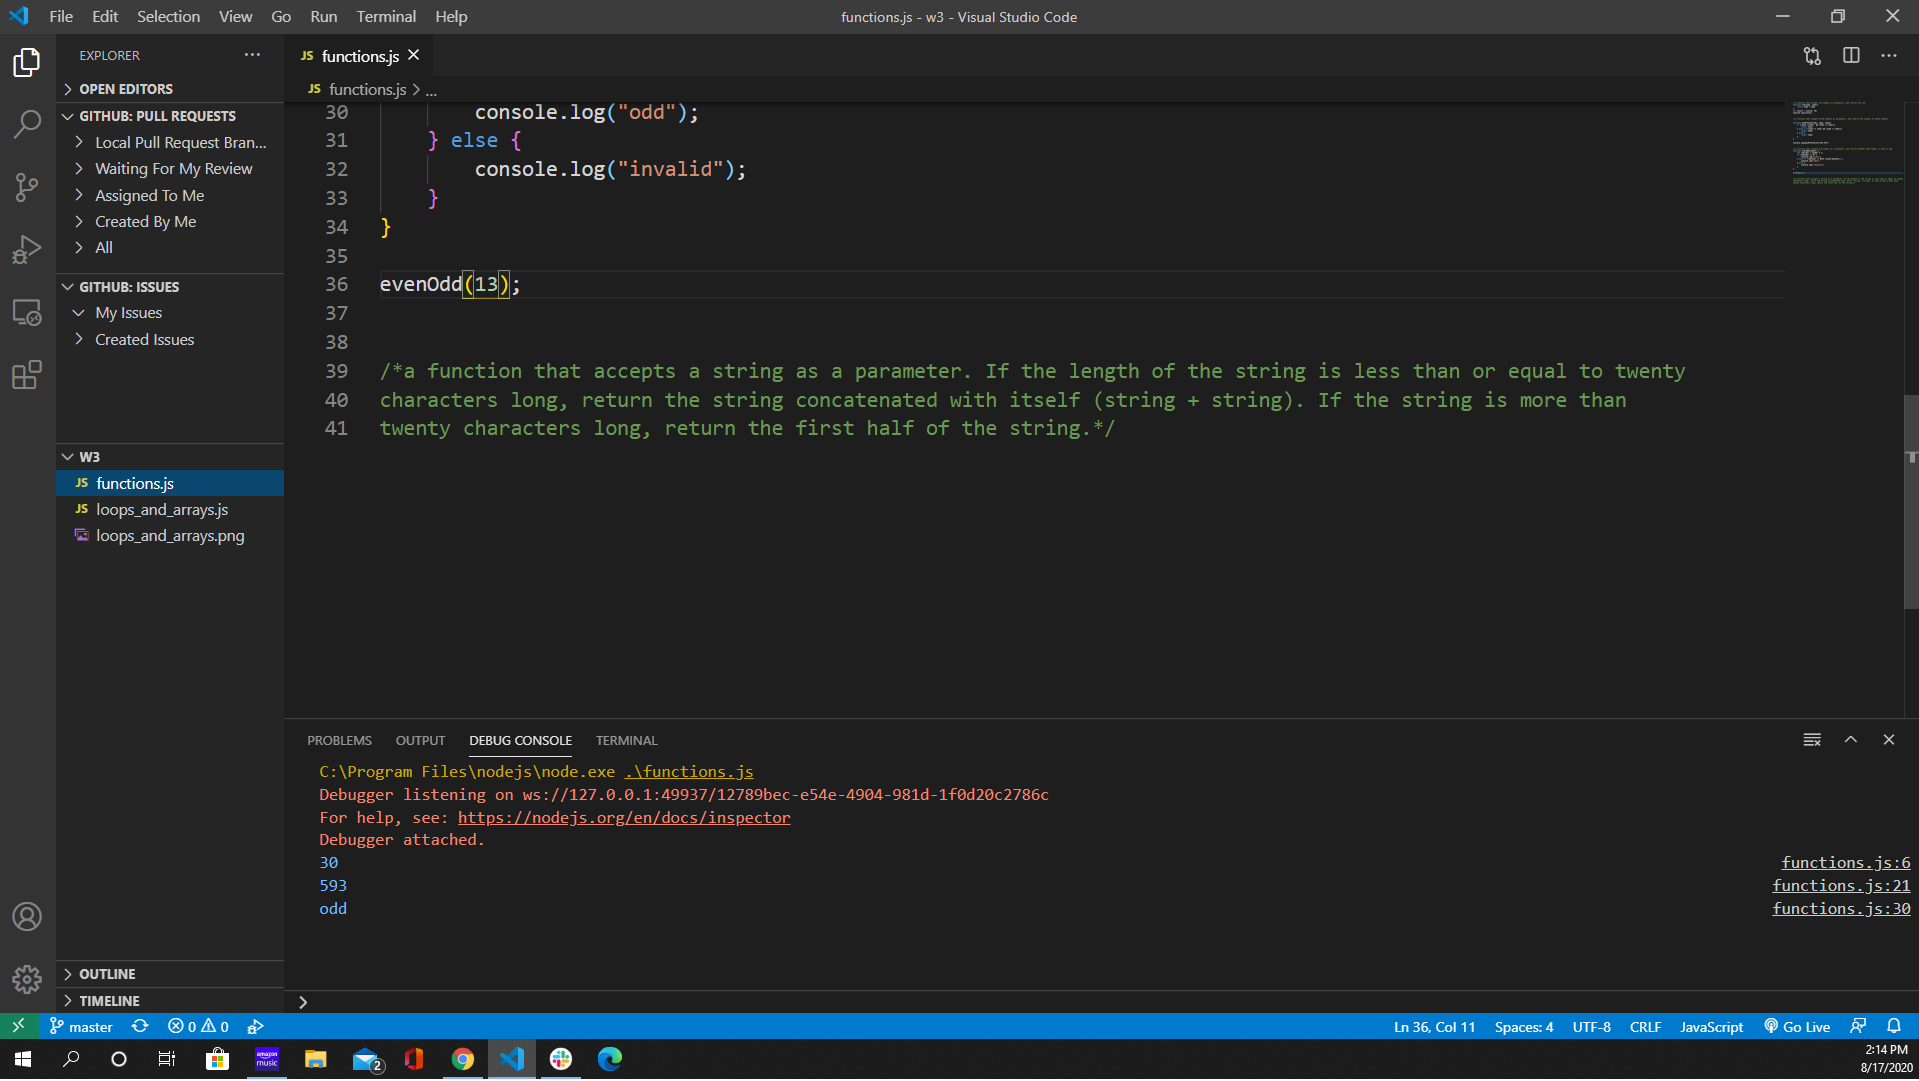 File Edit Selection View Go Run Terminal Help
functions.js - w3 - Visual Studio Code
EXPLORER
OPEN EDITORS
GITHUB: PULL REQUESTS
Local Pull Request Bran...
Waiting For My Review
Assigned To Me
Created By Me
All
GITHUB: ISSUES
My Issues
Created Issues
W3
JS functions.js
JS loops_and_arrays.js
loops_and_arrays.png
OUTLINE
TIMELINE
JS functions.js
JS functions.js > ...
30 console.log("odd");
31 } else {
32 console.log("invalid");
33 }
34 }
35
36 evenOdd(13);
37
38
39 /*a function that accepts a string as a parameter. If the length of the string is less than or equal to twenty
40 characters long, return the string concatenated with itself (string + string). If the string is more than
41 twenty characters long, return the first half of the string.*/
PROBLEMS OUTPUT DEBUG CONSOLE TERMINAL
C:\Program Files\nodejs\node.exe .\functions.js
Debugger listening on ws://127.0.0.1:49937/12789bec-e54e-4904-981d-1f0d20c2786c
For help, see: https://nodejs.org/en/docs/inspector
Debugger attached.
30 functions.js:6
593 functions.js:21
odd functions.js:30
master 0 0 Ln 36, Col 11 Spaces: 4 UTF-8 CRLF JavaScript Go Live
amazon music
2
2:14 PM
8/17/2020